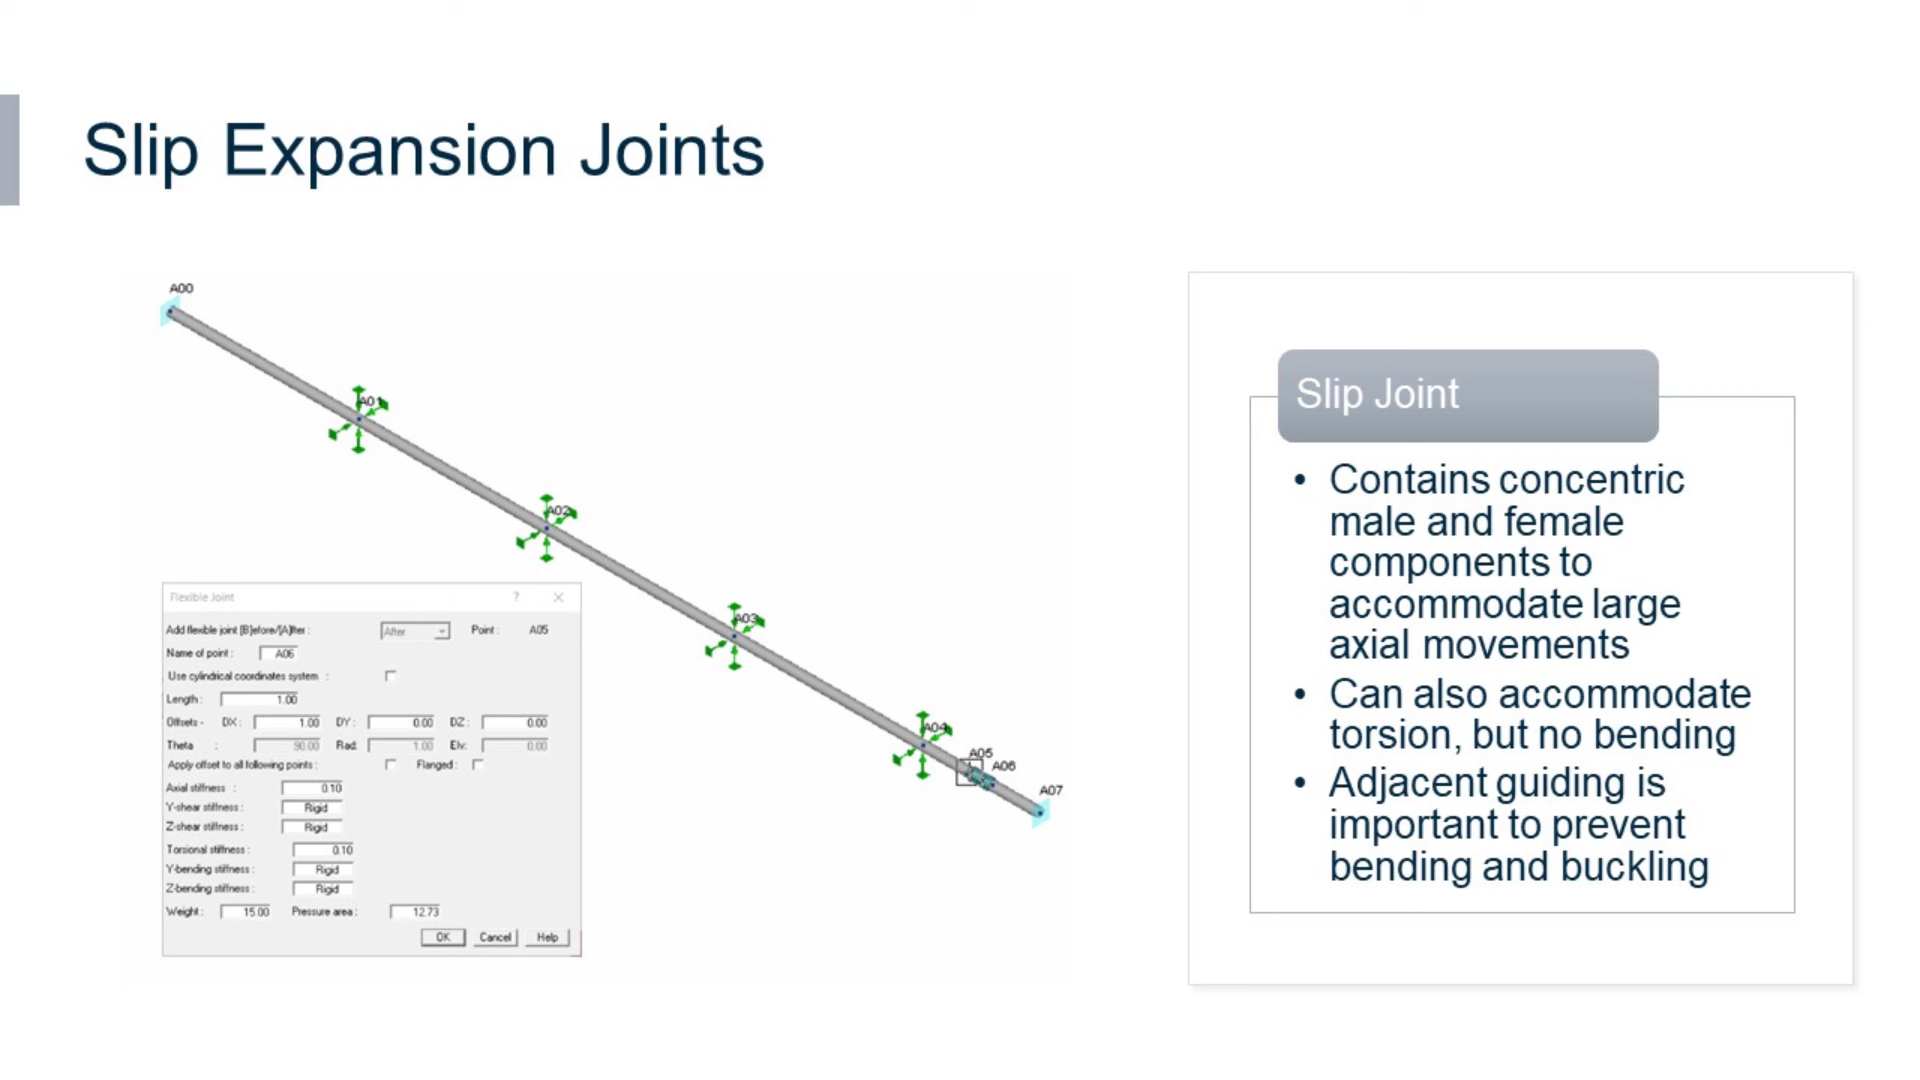 Slip Expansion Joints
A00
A01
A02
A03
A04
A05
A06
A07
Flexible Joint ? ×
Add flexible joint [B]efore/[A]fter : After Point : A05
Name of point : A06
Use cylindrical coordinates system :
Length : 1.00
Offsets - DX : 1.00 DY : 0.00 DZ : 0.00
Theta : 90.00 Rad: 1.00 Elv: 0.00
Apply offset to all following points : Flanged :
Axial stiffness : 0.10
Y-shear stiffness : Rigid
Z-shear stiffness : Rigid
Torsional stiffness : 0.10
Y-bending stiffness : Rigid
Z-bending stiffness : Rigid
Weight : 15.00 Pressure area : 12.73
OK Cancel Help
Slip Joint
• Contains concentric
male and female
components to
accommodate large
axial movements
• Can also accommodate
torsion, but no bending
• Adjacent guiding is
important to prevent
bending and buckling